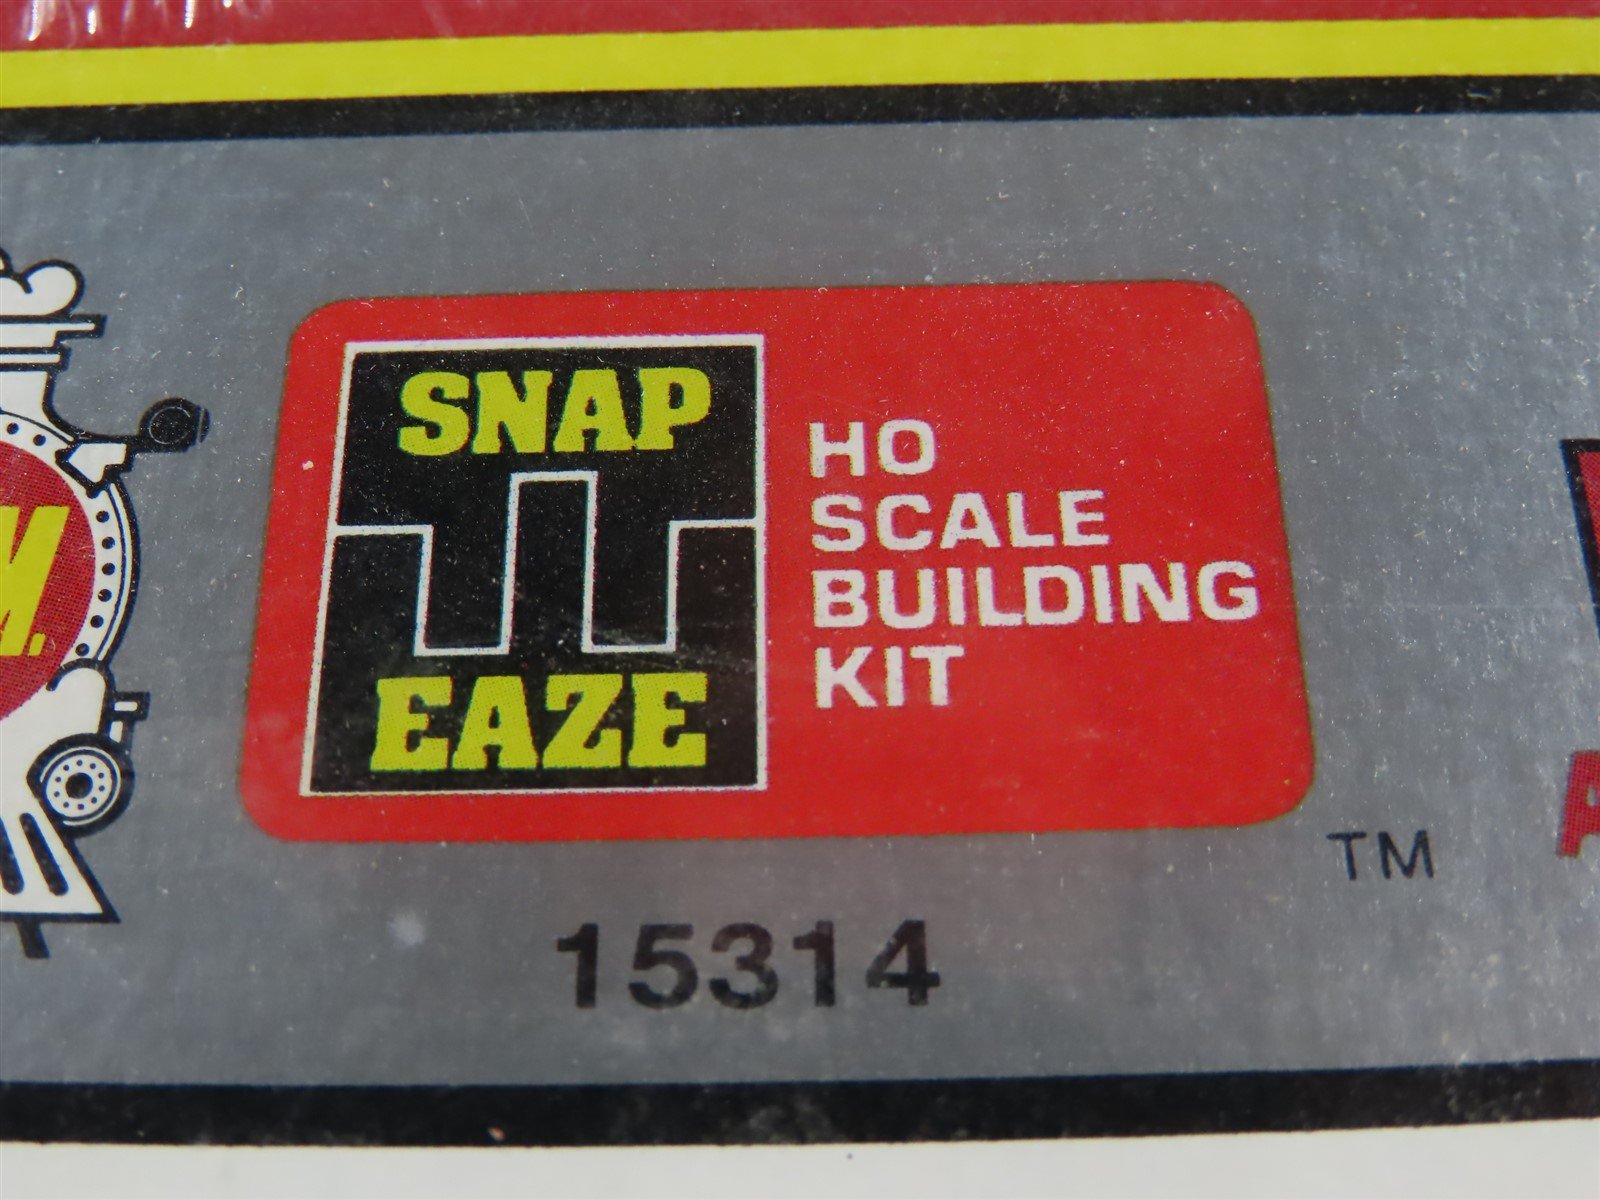 SNAP
EAZE
HO
SCALE
BUILDING
KIT
TM
15314